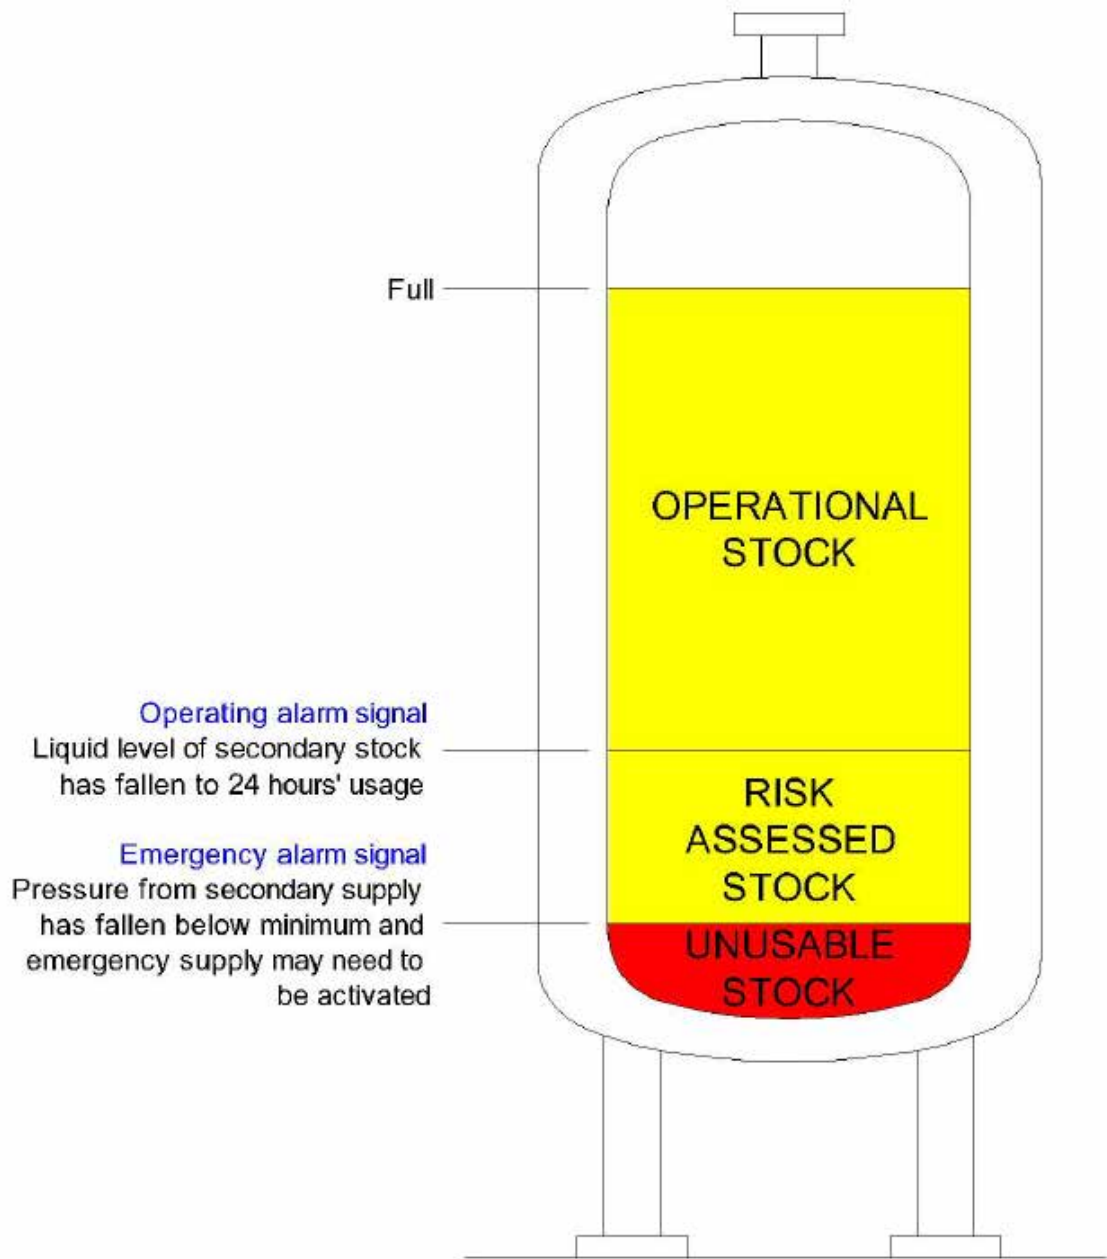 Full
OPERATIONAL
STOCK
Operating alarm signal
Liquid level of secondary stock
has fallen to 24 hours' usage
RISK
ASSESSED
STOCK
Emergency alarm signal
Pressure from secondary supply
has fallen below minimum and
emergency supply may need to
be activated
UNUSABLE
STOCK